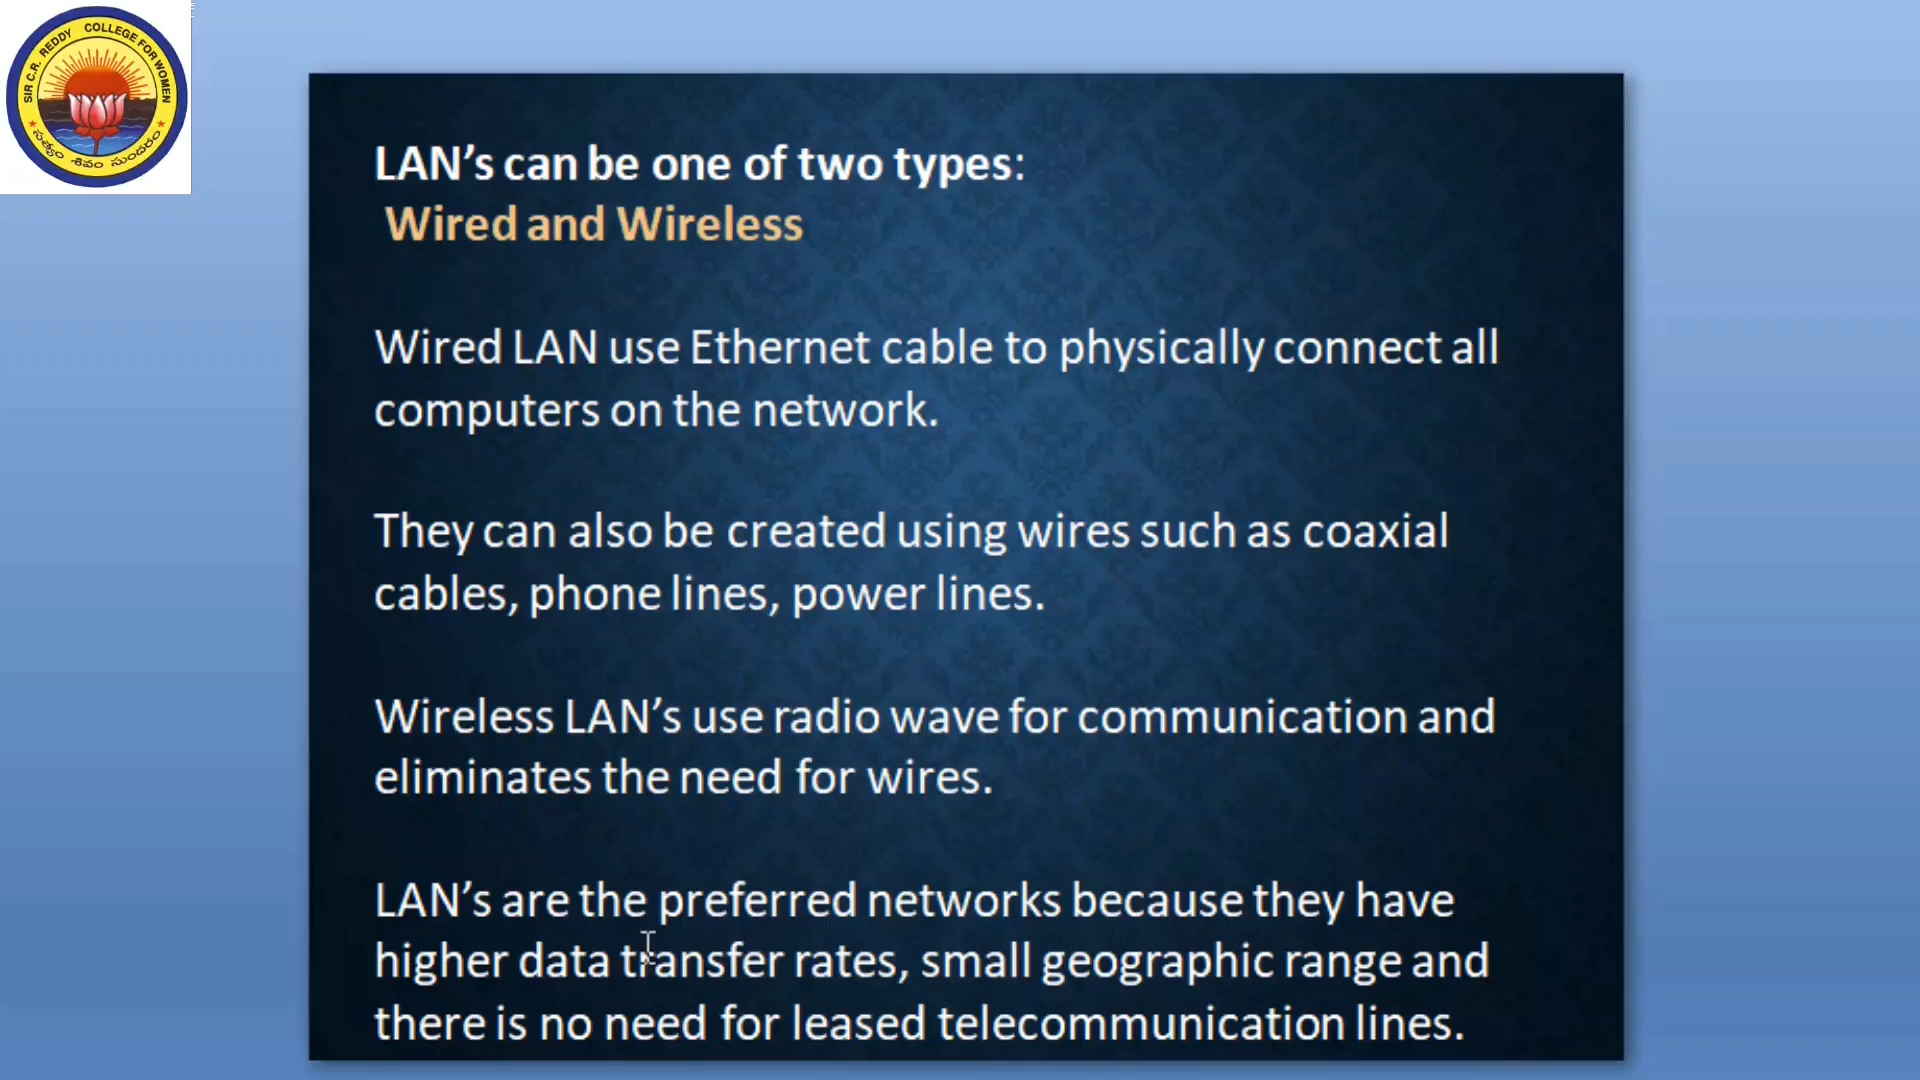 SIR C.R. REDDY COLLEGE FOR WOMEN
సత్యం శివం సుందరం
LAN’s can be one of two types:
Wired and Wireless
Wired LAN use Ethernet cable to physically connect all
computers on the network.
They can also be created using wires such as coaxial
cables, phone lines, power lines.
Wireless LAN’s use radio wave for communication and
eliminates the need for wires.
LAN’s are the preferred networks because they have
higher data transfer rates, small geographic range and
there is no need for leased telecommunication lines.